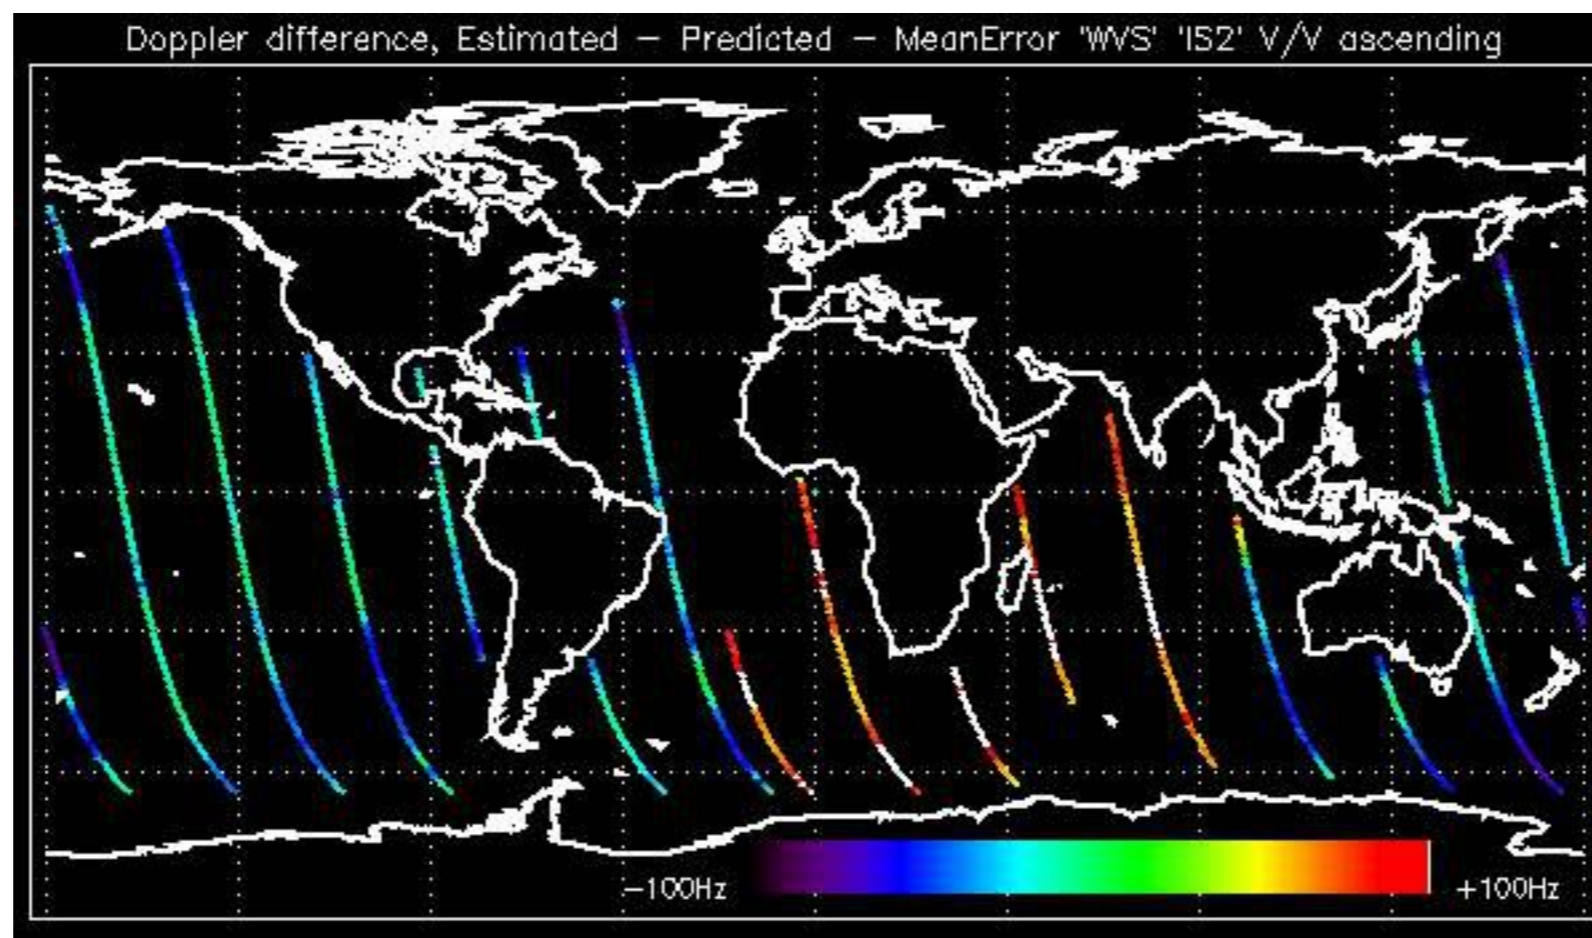 Doppler difference, Estimated – Predicted – MeanError 'WVS' 'IS2' V/V ascending
-100Hz +100Hz